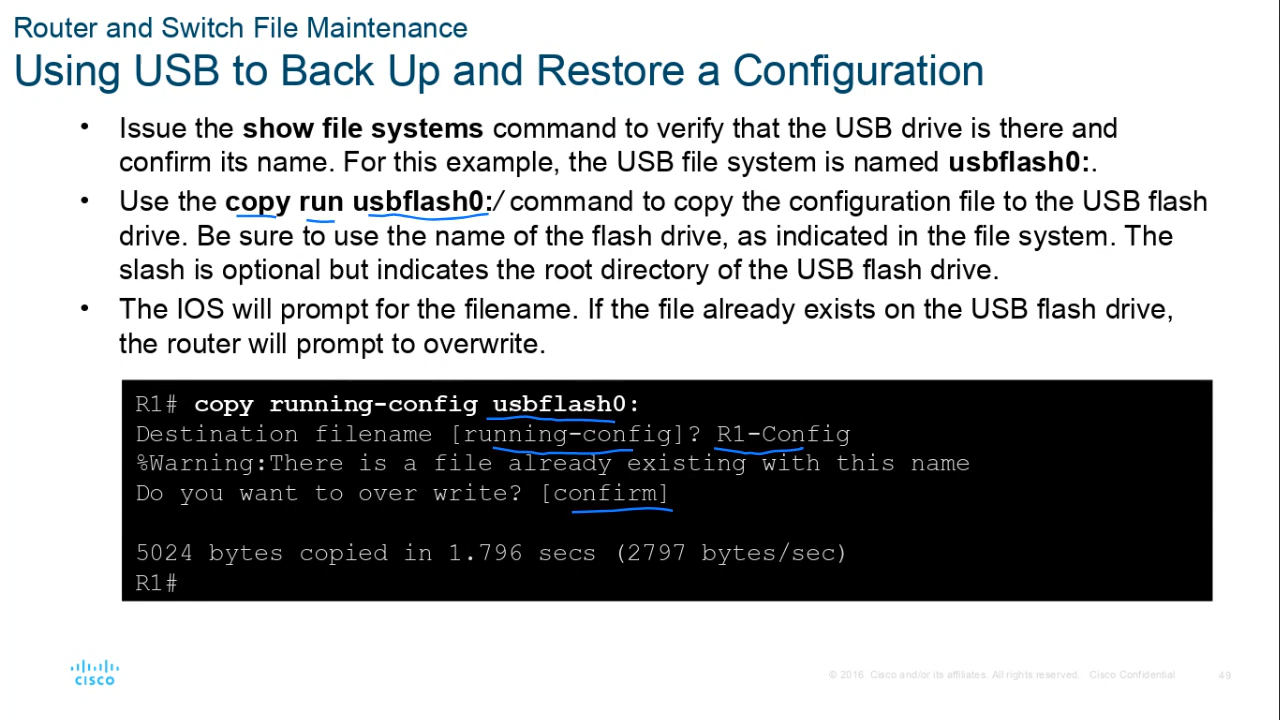 Router and Switch File Maintenance
Using USB to Back Up and Restore a Configuration
• Issue the show file systems command to verify that the USB drive is there and
confirm its name. For this example, the USB file system is named usbflash0:.
• Use the copy run usbflash0:/ command to copy the configuration file to the USB flash
drive. Be sure to use the name of the flash drive, as indicated in the file system. The
slash is optional but indicates the root directory of the USB flash drive.
• The IOS will prompt for the filename. If the file already exists on the USB flash drive,
the router will prompt to overwrite.
R1# copy running-config usbflash0:
Destination filename [running-config]? R1-Config
%Warning:There is a file already existing with this name
Do you want to over write? [confirm]
5024 bytes copied in 1.796 secs (2797 bytes/sec)
R1#
CISCO
© 2016 Cisco and/or its affiliates. All rights reserved. Cisco Confidential
49